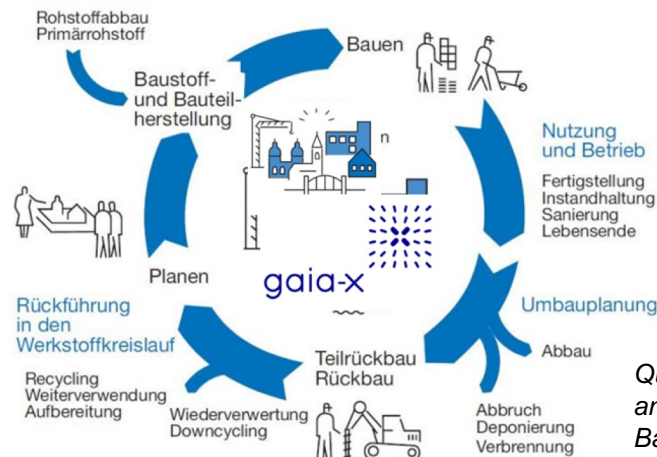 Rohstoffabbau
Primärrohstoff
Baustoff-
und Bauteil-
herstellung
Bauen
n
Nutzung
und Betrieb
Fertigstellung
Instandhaltung
Sanierung
Lebensende
Umbauplanung
Abbau
Abbruch
Deponierung
Verbrennung
Teilrückbau
Rückbau
Wiederverwertung
Downcycling
Rückführung
in den
Werkstoffkreislauf
Recycling
Weiterverwendung
Aufbereitung
Planen
gaia-x